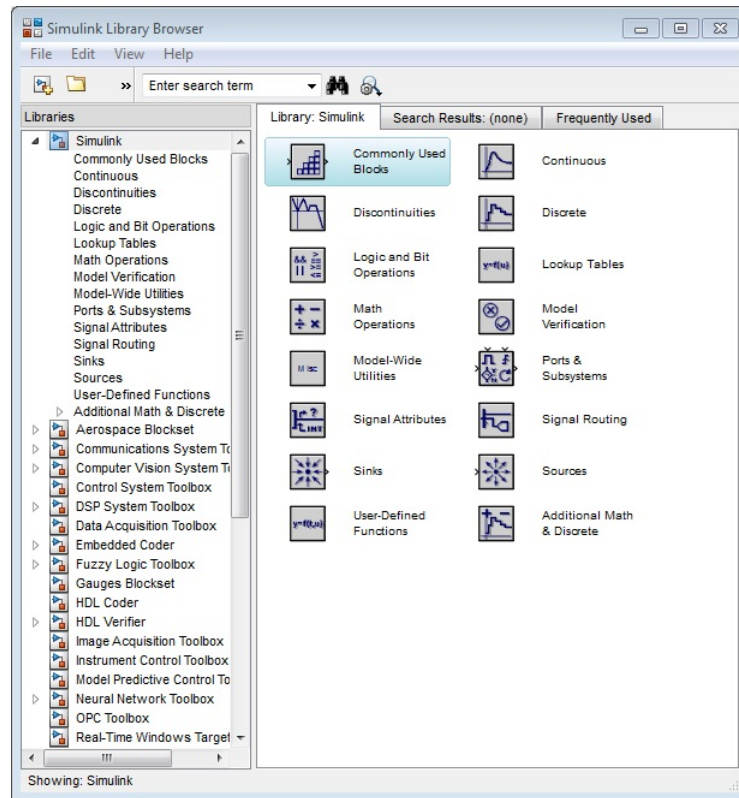 Simulink Library Browser
File Edit View Help
» Enter search term
Libraries
Library: Simulink Search Results: (none) Frequently Used
Simulink
Commonly Used Blocks
Continuous
Discontinuities
Discrete
Logic and Bit Operations
Lookup Tables
Math Operations
Model Verification
Model-Wide Utilities
Ports & Subsystems
Signal Attributes
Signal Routing
Sinks
Sources
User-Defined Functions
Additional Math & Discrete
Aerospace Blockset
Communications System To
Computer Vision System T
Control System Toolbox
DSP System Toolbox
Data Acquisition Toolbox
Embedded Coder
Fuzzy Logic Toolbox
Gauges Blockset
HDL Coder
HDL Verifier
Image Acquisition Toolbox
Instrument Control Toolbox
Model Predictive Control To
Neural Network Toolbox
OPC Toolbox
Real-Time Windows Target
Commonly Used
Blocks
Continuous
Discontinuities
Discrete
&& >=
|| <=
Logic and Bit
Operations
y=f(u)
Lookup Tables
+ −
÷ ×
Math
Operations
Model
Verification
Misc
Model-Wide
Utilities
Ports &
Subsystems
?
INT
Signal Attributes
Signal Routing
Sinks
Sources
y=f(t,u)
User-Defined
Functions
Additional Math
& Discrete
Showing: Simulink